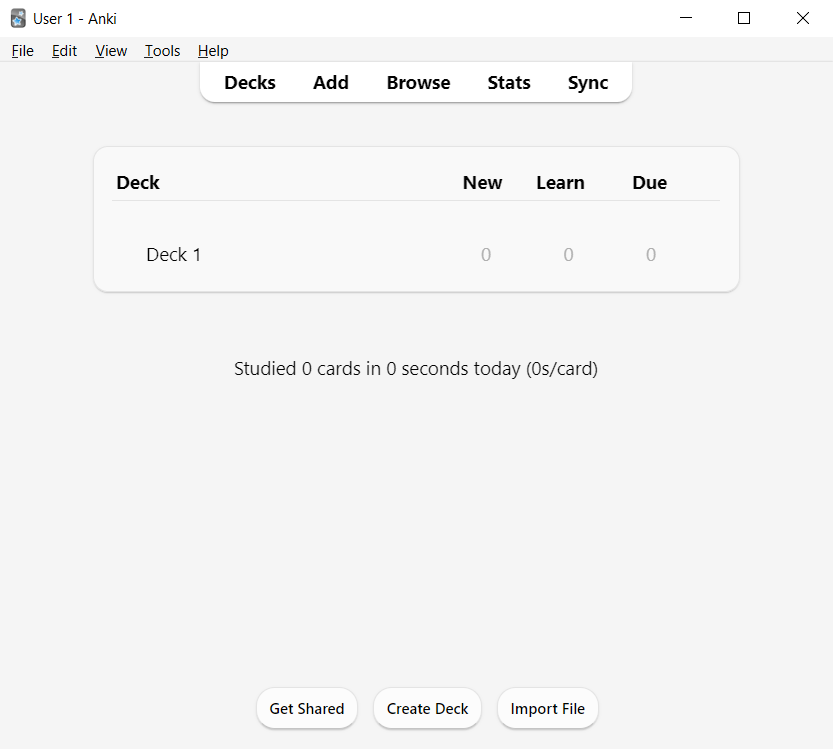 User 1 - Anki
File Edit View Tools Help
Decks Add Browse Stats Sync
Deck New Learn Due
Deck 1 0 0 0
Studied 0 cards in 0 seconds today (0s/card)
Get Shared Create Deck Import File